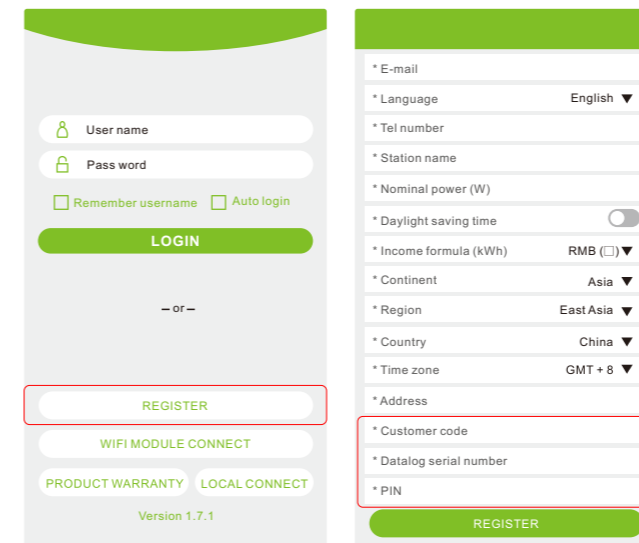 User name
Pass word
Remember username Auto login
LOGIN
– or –
REGISTER
WIFI MODULE CONNECT
PRODUCT WARRANTY LOCAL CONNECT
Version 1.7.1
* E-mail
* Language English ▼
* Tel number
* Station name
* Nominal power (W)
* Daylight saving time
* Income formula (kWh) RMB (□) ▼
* Continent Asia ▼
* Region East Asia ▼
* Country China ▼
* Time zone GMT + 8 ▼
* Address
* Customer code
* Datalog serial number
* PIN
REGISTER